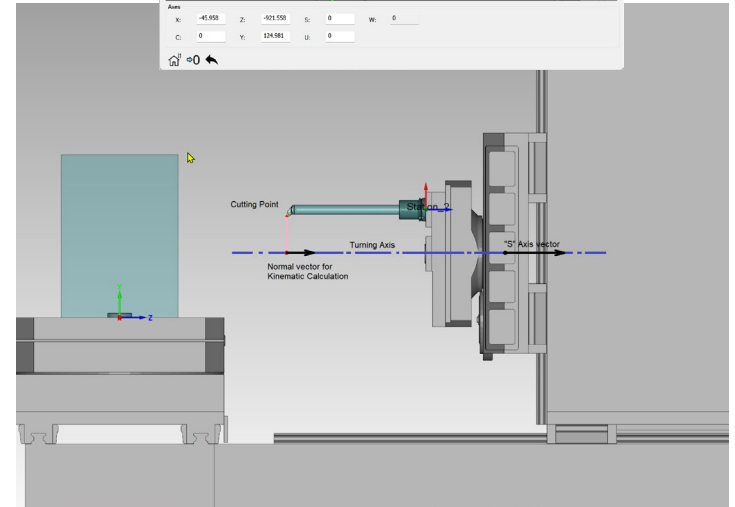 Axes
X: -45.958 Z: -921.558 S: 0 W: 0
C: 0 Y: 124.981 U: 0
0
Cutting Point
Station_2
Turning Axis
"S" Axis vector
Normal vector for
Kinematic Calculation
Y
Z